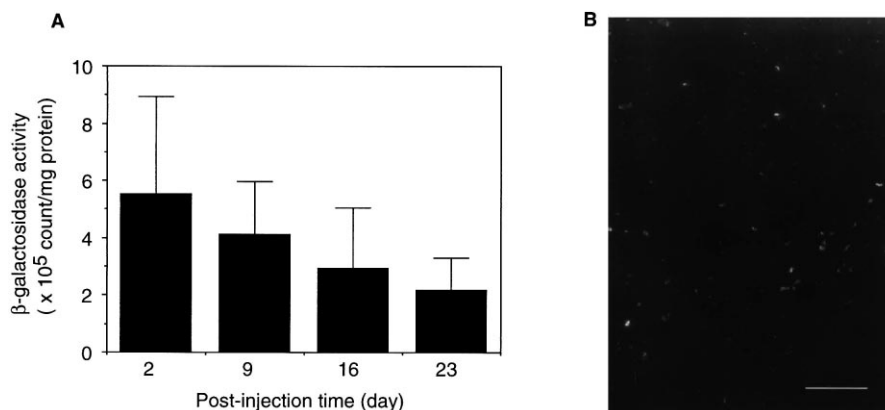 A
B
β-galactosidase activity
( x 10⁵ count/mg protein)
10
8
6
4
2
0
2 9 16 23
Post-injection time (day)